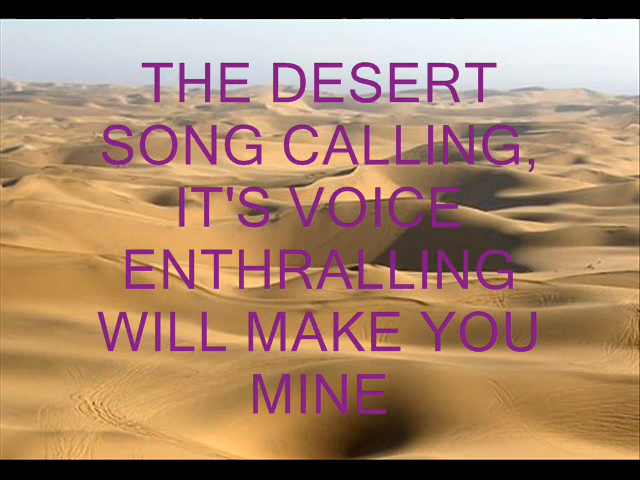 THE DESERT
SONG CALLING,
IT'S VOICE
ENTHRALLING
WILL MAKE YOU
MINE